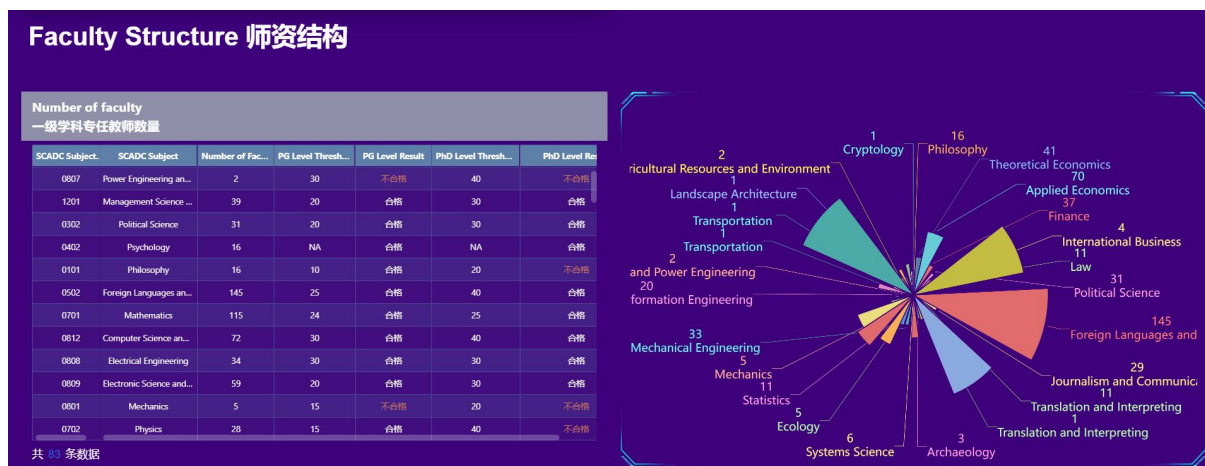 Faculty Structure 师资结构
Number of faculty
一级学科专任教师数量
SCADC Subject. SCADC Subject Number of Fac... PG Level Thresh... PG Level Result PhD Level Thresh... PhD Level Res
0807 Power Engineering an... 2 30 不合格 40 不合格
1201 Management Science ... 39 20 合格 30 合格
0302 Political Science 31 20 合格 30 合格
0402 Psychology 16 NA 合格 NA 合格
0101 Philosophy 16 10 合格 20 不合格
0502 Foreign Languages an... 145 25 合格 40 合格
0701 Mathematics 115 24 合格 25 合格
0812 Computer Science an... 72 30 合格 40 合格
0808 Electrical Engineering 34 30 合格 30 合格
0809 Electronic Science and... 59 20 合格 30 合格
0801 Mechanics 5 15 不合格 20 不合格
0702 Physics 28 15 合格 40 不合格
共 83 条数据
1
Cryptology
16
Philosophy
41
Theoretical Economics
70
Applied Economics
37
Finance
4
International Business
11
Law
31
Political Science
145
Foreign Languages and
29
Journalism and Communic
11
Translation and Interpreting
1
Translation and Interpreting
3
Archaeology
6
Systems Science
5
Ecology
11
Statistics
5
Mechanics
33
Mechanical Engineering
20
formation Engineering
2
and Power Engineering
1
Transportation
1
Transportation
1
Landscape Architecture
2
ricultural Resources and Environment